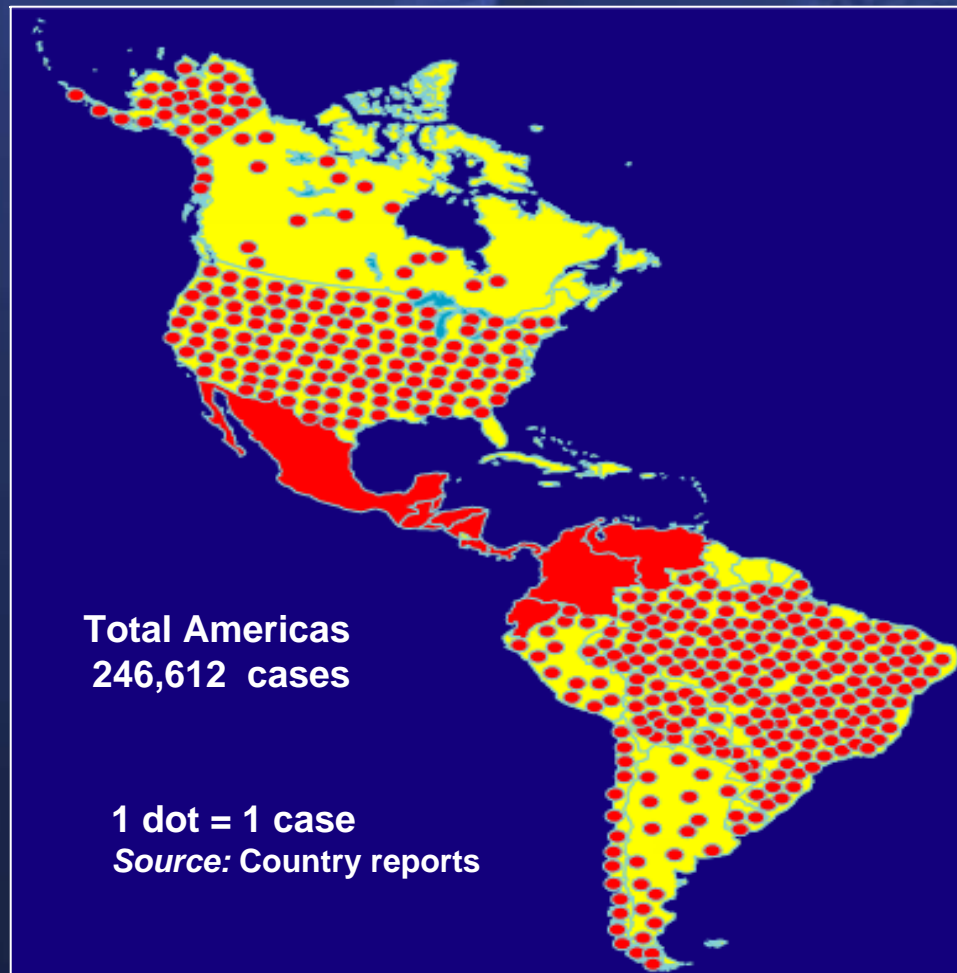 Total Americas
246,612 cases
1 dot = 1 case
Source: Country reports